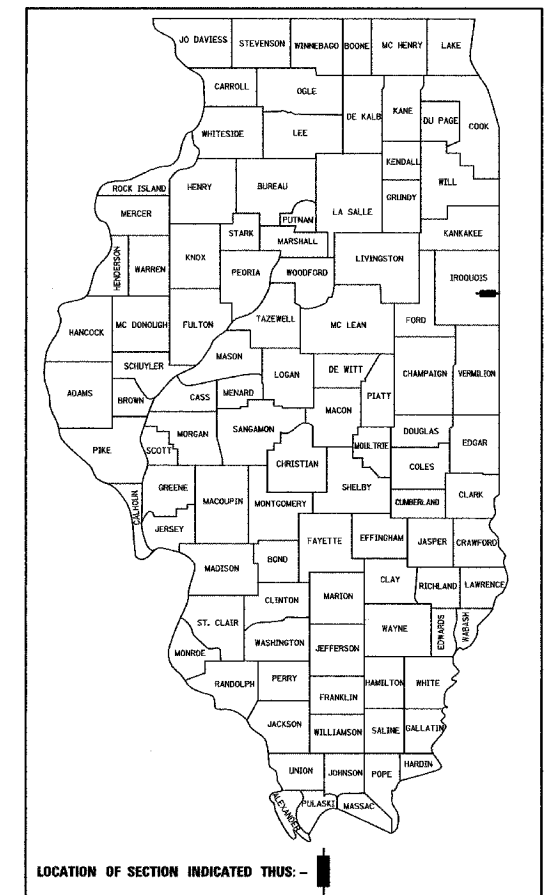 JO DAVIESS STEVENSON WINNEBAGO BOONE MC HENRY LAKE
CARROLL OGLE DE KALB KANE DU PAGE COOK
WHITESIDE LEE KENDALL WILL
ROCK ISLAND HENRY BUREAU LA SALLE GRUNDY
MERCER PUTNAN KANKAKEE
HENDERSON WARREN KNOX STARK MARSHALL LIVINGSTON IROQUOIS
PEORIA WOODFORD
HANCOCK MC DONOUGH FULTON TAZEWELL MC LEAN FORD
SCHUYLER MASON LOGAN DE WITT CHAMPAIGN VERMILION
ADAMS BROWN CASS MENARD MACON PIATY
PIKE SCOTT MORGAN SANGAMON CHRISTIAN MOULTRIE DOUGLAS EDGAR
COLES
CALHOUN GREENE MACOUPIN MONTGOMERY SHELBY CUMBERLAND CLARK
JERSEY FAYETTE EFFINGHAM JASPER CRAWFORD
MADISON BOND CLAY RICHLAND LAWRENCE
CLINTON MARION
ST. CLAIR WAYNE EDWARDS WABASH
MONROE WASHINGTON JEFFERSON
RANDOLPH PERRY HAMILTON WHITE
FRANKLIN
JACKSON WILLIAMSON SALINE GALLATIN
UNION JOHNSON POPE HARDIN
ALEXANDER PULASKI MASSAC
LOCATION OF SECTION INDICATED THUS: –